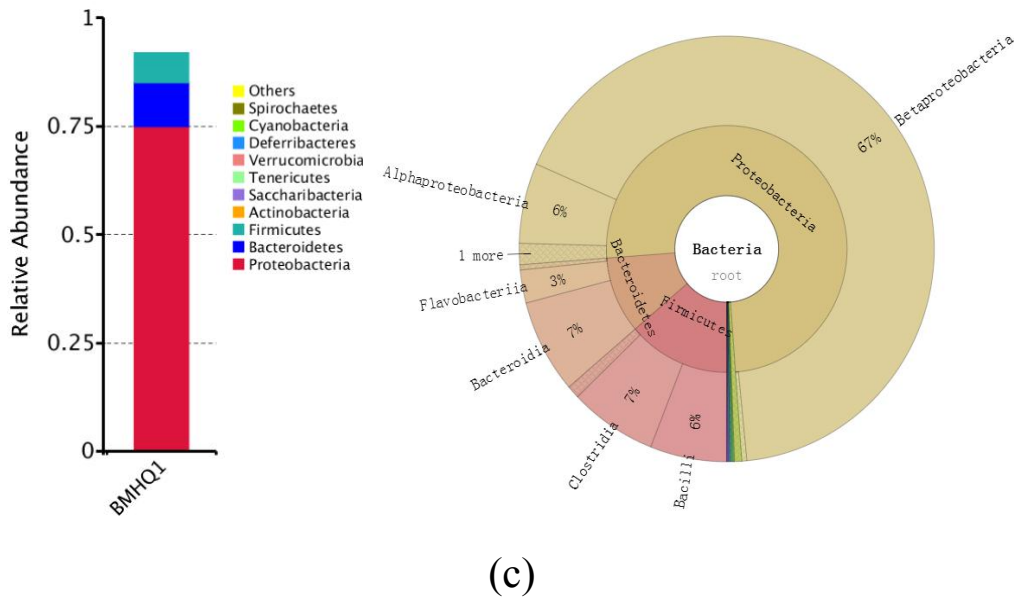 Relative Abundance
1
0.75
0.5
0.25
0
BMHQ1
Others
Spirochaetes
Cyanobacteria
Deferribacteres
Verrucomicrobia
Tenericutes
Saccharibacteria
Actinobacteria
Firmicutes
Bacteroidetes
Proteobacteria
Betaproteobacteria
67%
Proteobacteria
Alphaproteobacteria
6%
Bacteria
root
1 more
Bacteroidetes
Flavobacteriia
3%
Firmicutes
Bacteroidia
7%
Clostridia
7%
Bacilli
6%
(c)